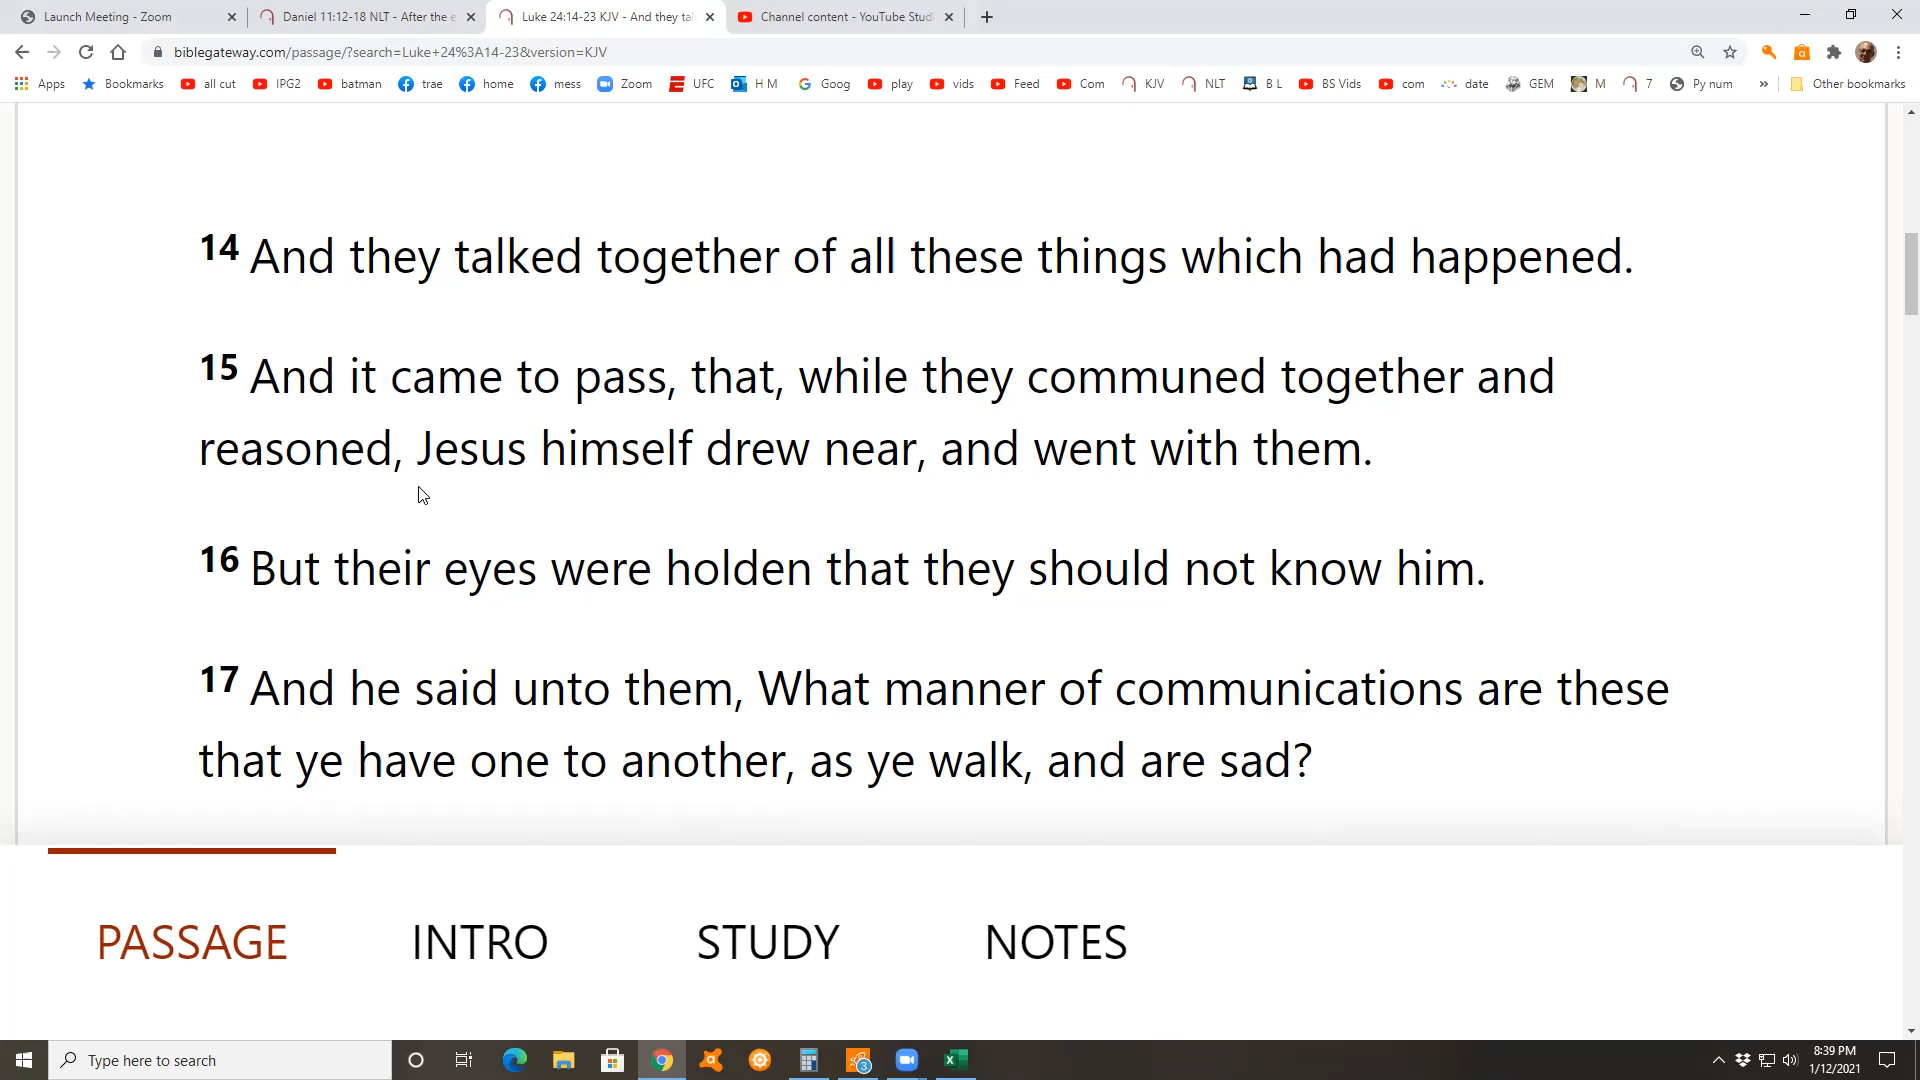 Launch Meeting - Zoom
Daniel 11:12-18 NLT - After the e
Luke 24:14-23 KJV - And they tal
Channel content - YouTube Studi
biblegateway.com/passage/?search=Luke+24%3A14-23&version=KJV
Apps Bookmarks all cut IPG2 batman trae home mess Zoom UFC H M Goog play vids Feed Com KJV NLT B L BS Vids com date GEM M 7 Py num » Other bookmarks
14 And they talked together of all these things which had happened.
15 And it came to pass, that, while they communed together and
reasoned, Jesus himself drew near, and went with them.
16 But their eyes were holden that they should not know him.
17 And he said unto them, What manner of communications are these
that ye have one to another, as ye walk, and are sad?
PASSAGE INTRO STUDY NOTES
Type here to search
3
8:39 PM
1/12/2021